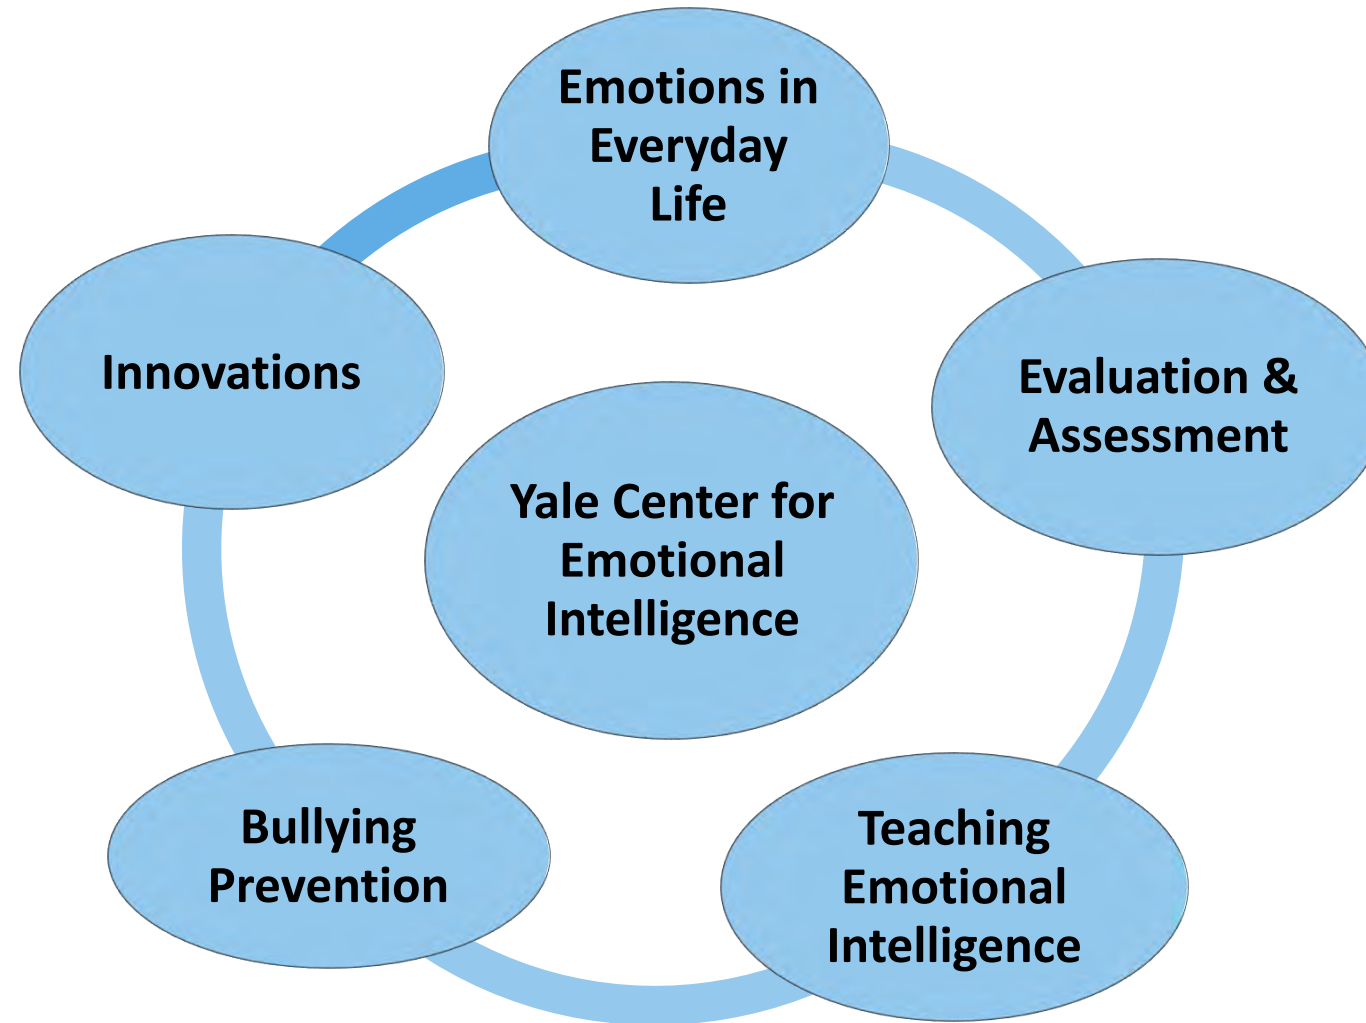 Emotions in
Everyday
Life
Innovations
Evaluation &
Assessment
Yale Center for
Emotional
Intelligence
Bullying
Prevention
Teaching
Emotional
Intelligence